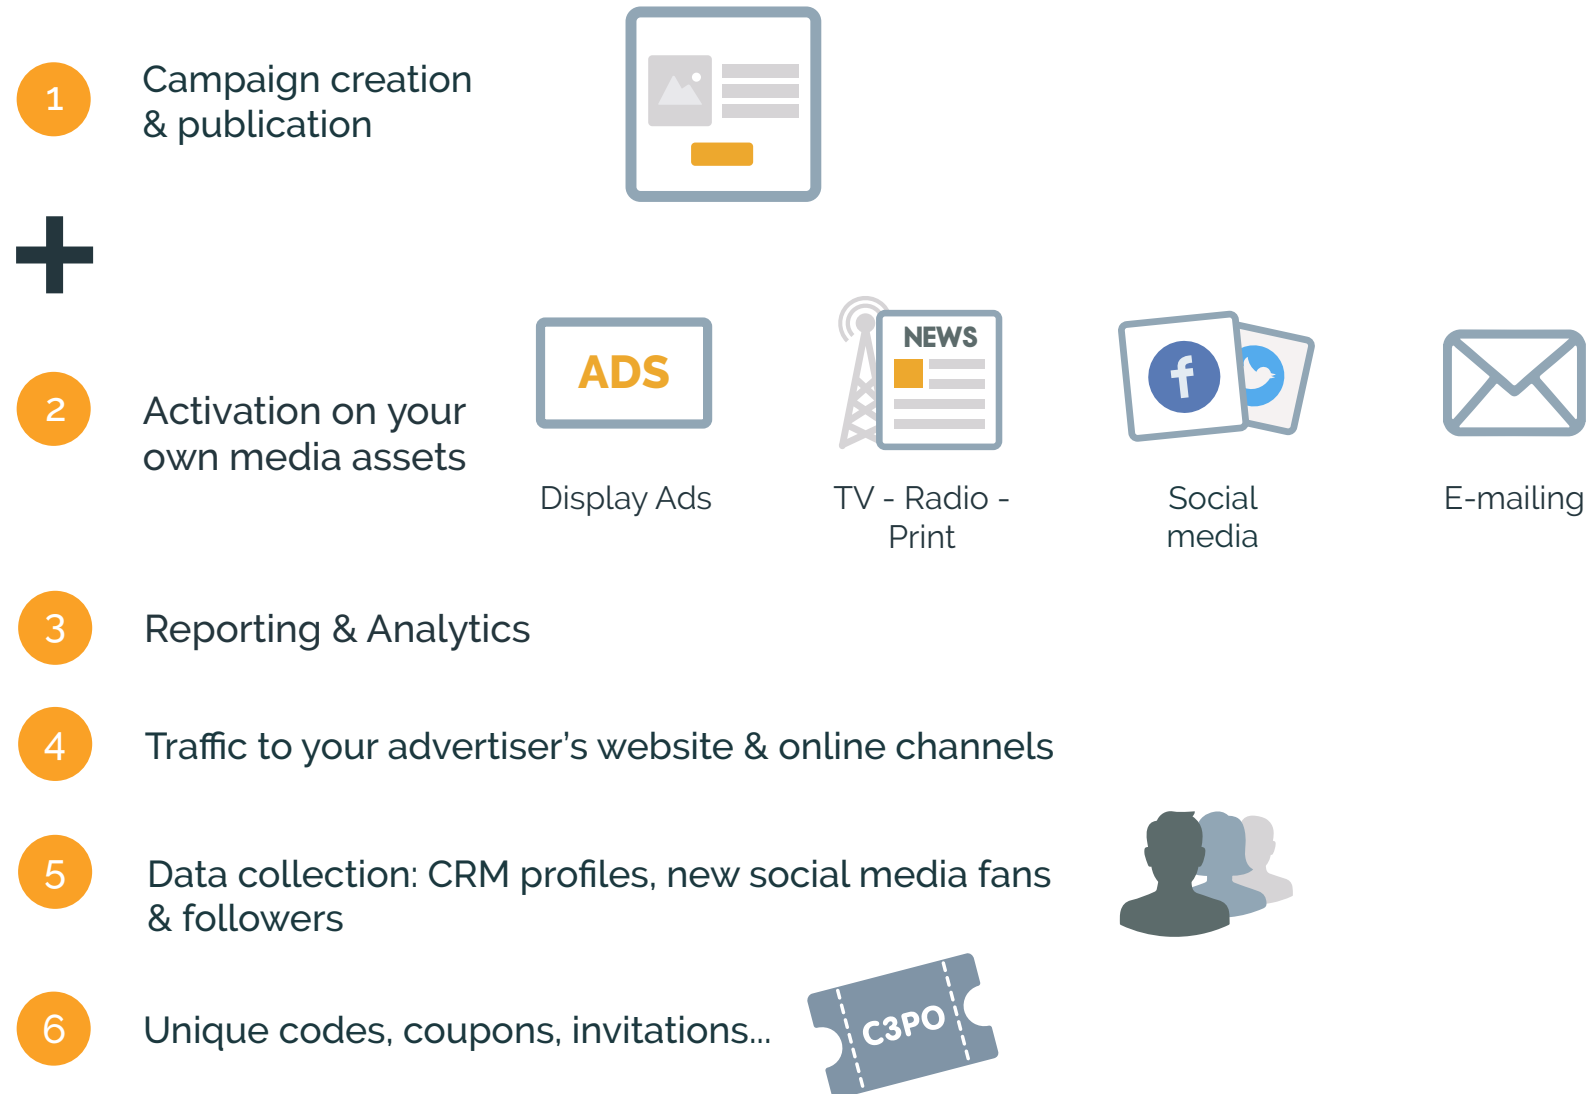 1
Campaign creation
& publication
2
Activation on your
own media assets
ADS
Display Ads
NEWS
TV - Radio -
Print
f
Social
media
E-mailing
3
Reporting & Analytics
4
Traffic to your advertiser’s website & online channels
5
Data collection: CRM profiles, new social media fans
& followers
6
Unique codes, coupons, invitations...
C3PO